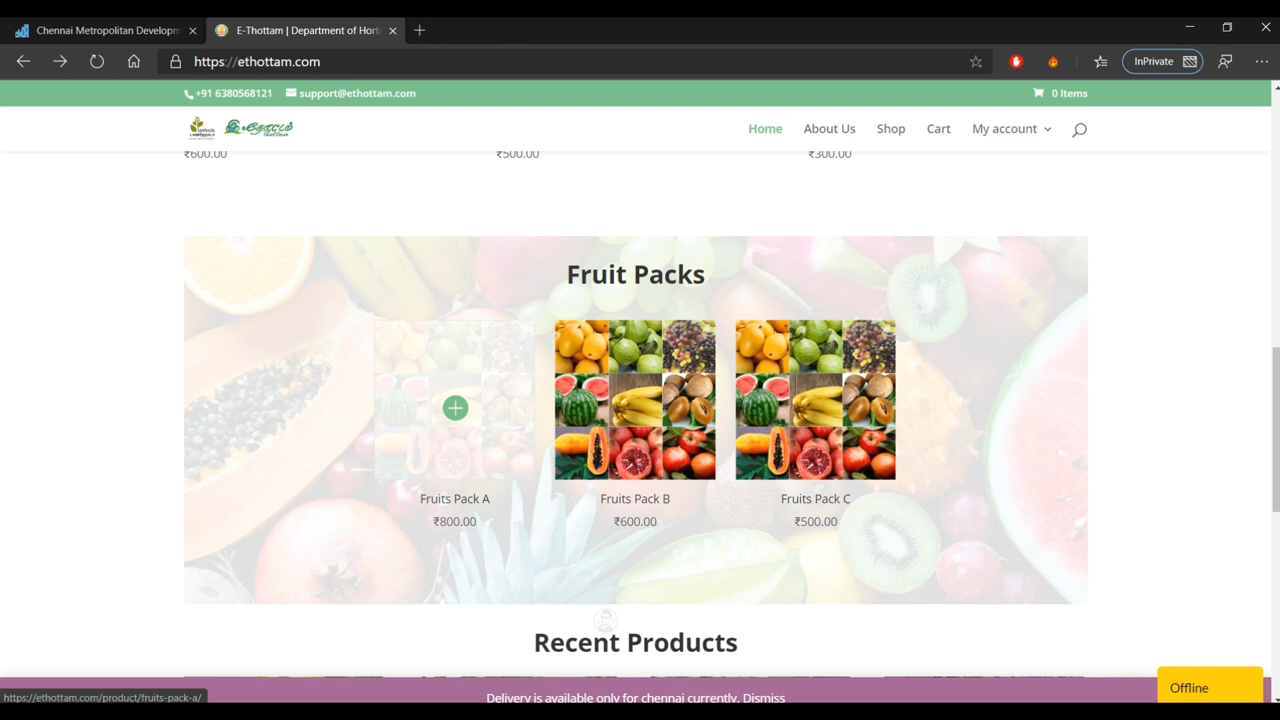 Chennai Metropolitan Developm
E-Thottam | Department of Horti
https://ethottam.com
InPrivate
+91 6380568121
support@ethottam.com
0 Items
இ-தோட்டம்
Home
About Us
Shop
Cart
My account
₹600.00
₹500.00
₹300.00
Fruit Packs
Fruits Pack A
Fruits Pack B
Fruits Pack C
₹800.00
₹600.00
₹500.00
Recent Products
https://ethottam.com/product/fruits-pack-a/
Delivery is available only for chennai currently. Dismiss
Offline